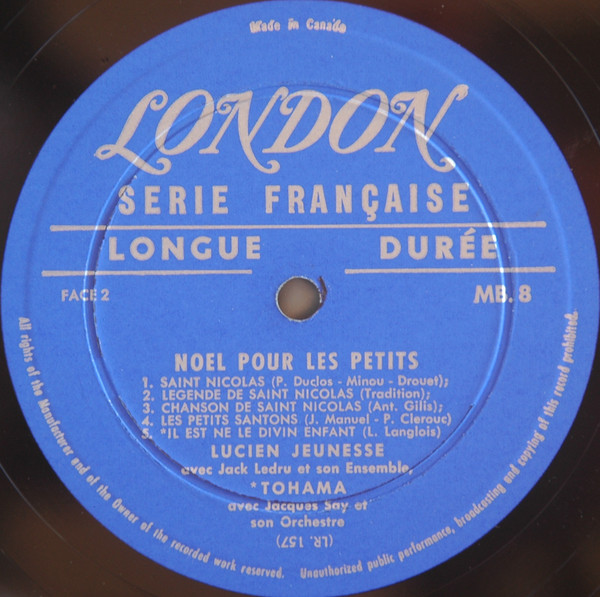 Made in Canada
LONDON
SERIE FRANÇAISE
LONGUE DURÉE
FACE 2 MB. 8
NOEL POUR LES PETITS
1. SAINT NICOLAS (P. Duclos - Minou - Drouet);
2. LEGENDE DE SAINT NICOLAS (Tradition);
3. CHANSON DE SAINT NICOLAS (Ant. Gilis);
4. LES PETITS SANTONS (J. Manuel - P. Clerouc)
5. *IL EST NE LE DIVIN ENFANT (L. Langlois)
LUCIEN JEUNESSE
avec Jack Ledru et son Ensemble,
*TOHAMA
avec Jacques Say et
son Orchestre
(LR. 157)
All rights of the Manufacturer and of the Owner of the recorded work reserved. Unauthorized public performance, broadcasting and copying of this record prohibited.